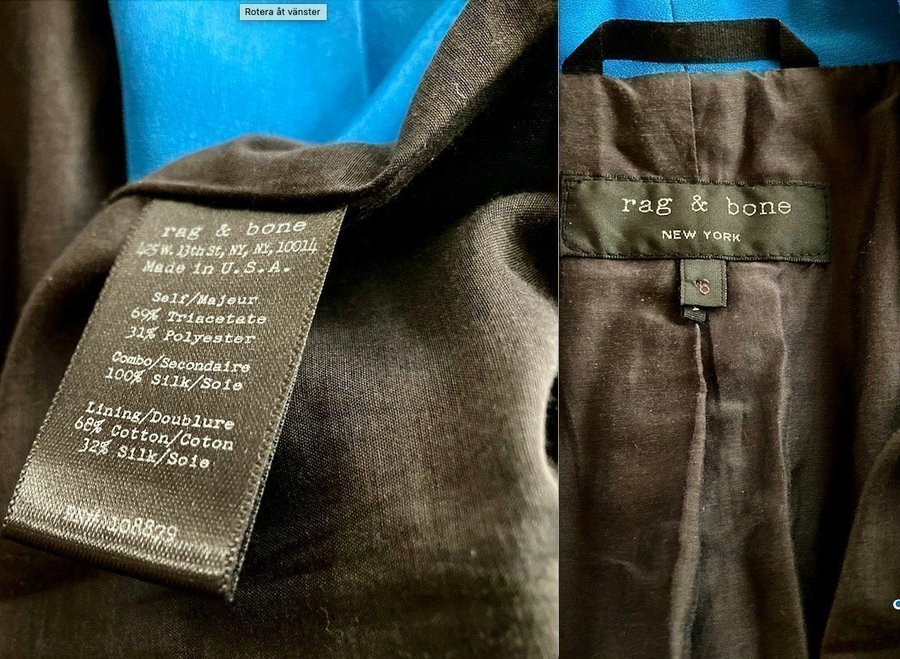 Rotera åt vänster
rag & bone
425 W. 13th St, NY, NY, 10014
Made in U.S.A.
Self/Majeur
69% Triacetate
31% Polyester
Combo/Secondaire
100% Silk/Soie
Lining/Doublure
68% Cotton/Coton
32% Silk/Soie
108829
rag & bone
NEW YORK
6